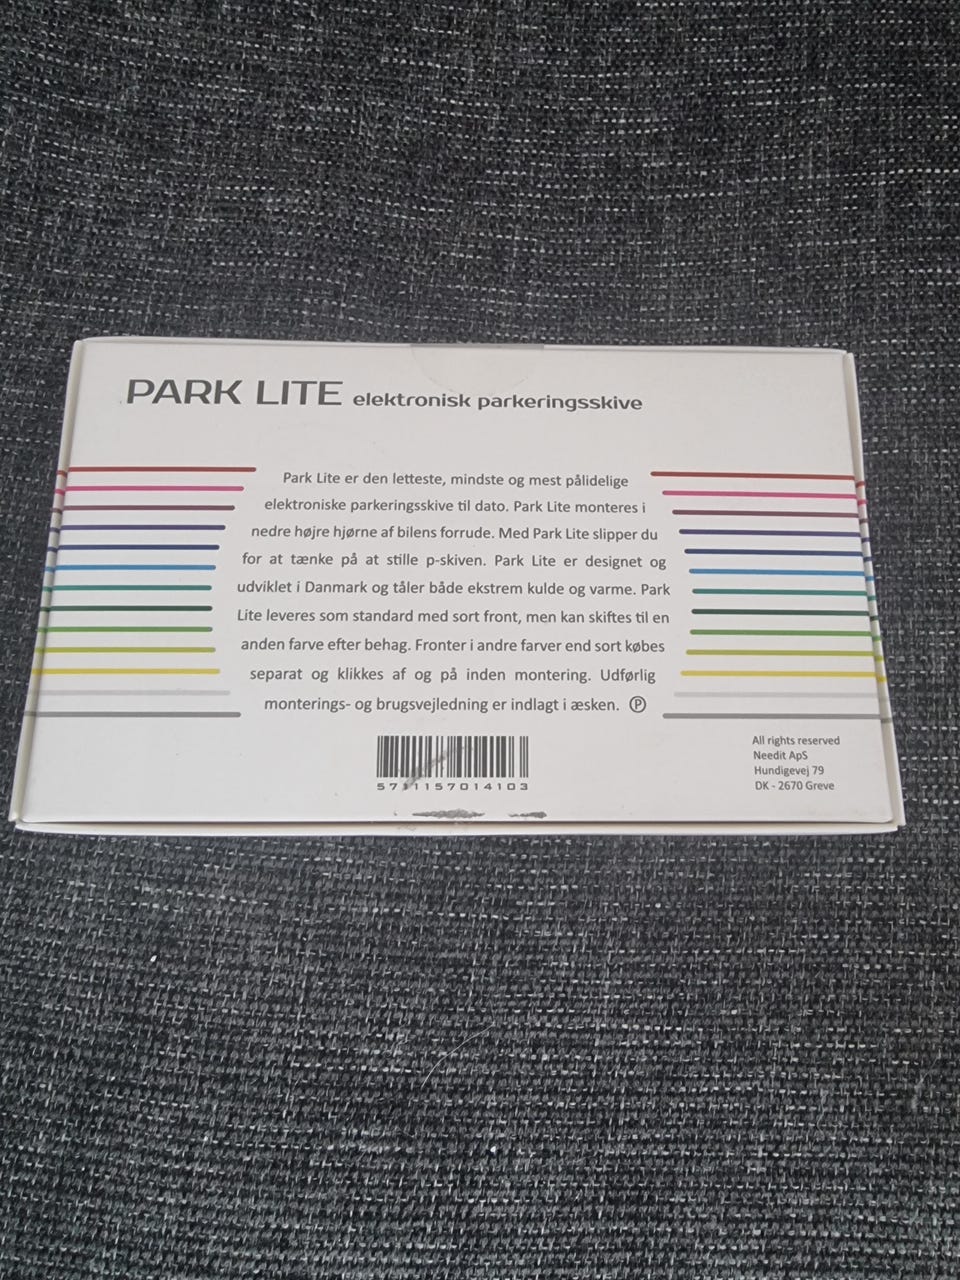 PARK LITE elektronisk parkeringsskive
Park Lite er den letteste, mindste og mest pålidelige
elektroniske parkeringsskive til dato. Park Lite monteres i
nedre højre hjørne af bilens forrude. Med Park Lite slipper du
for at tænke på at stille p-skiven. Park Lite er designet og
udviklet i Danmark og tåler både ekstrem kulde og varme. Park
Lite leveres som standard med sort front, men kan skiftes til en
anden farve efter behag. Fronter i andre farver end sort købes
separat og klikkes af og på inden montering. Udførlig
monterings- og brugsvejledning er indlagt i æsken. Ⓟ
5711157014103
All rights reserved
Needit ApS
Hundigevej 79
DK - 2670 Greve